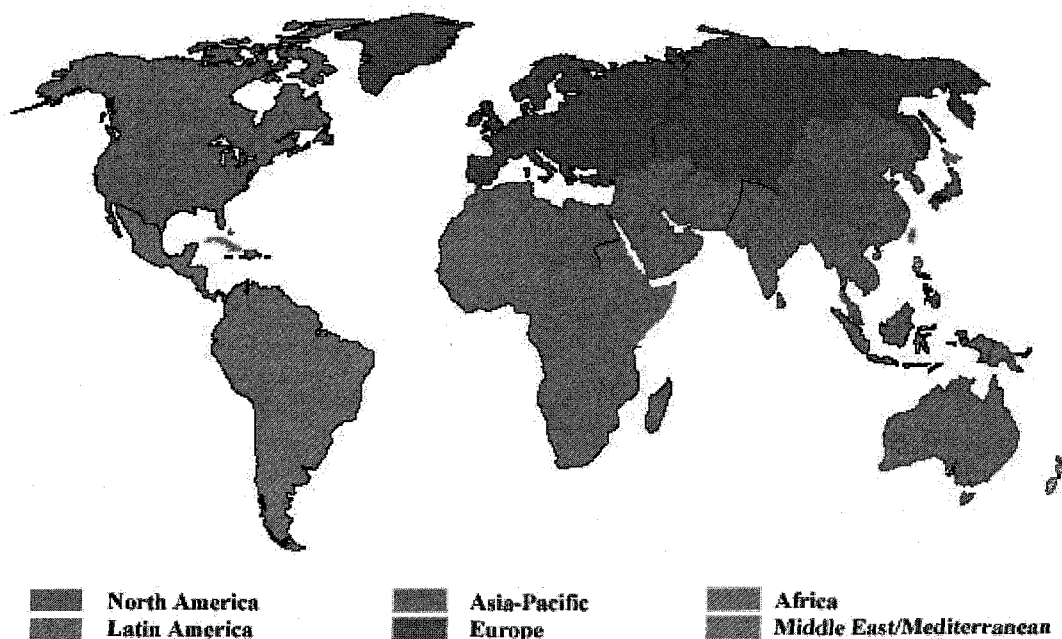 North America
Latin America
Asia-Pacific
Europe
Africa
Middle East/Mediterranean